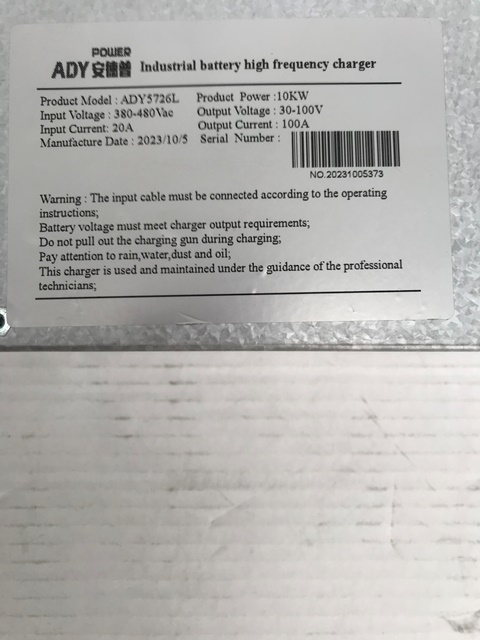 POWER
ADY 安速普 Industrial battery high frequency charger
Product Model : ADY5726L Product Power :10KW
Input Voltage : 380-480Vac Output Voltage : 30-100V
Input Current: 20A Output Current : 100A
Manufacture Date : 2023/10/5 Serial Number :
NO.20231005373
Warning : The input cable must be connected according to the operating
instructions;
Battery voltage must meet charger output requirements;
Do not pull out the charging gun during charging;
Pay attention to rain,water,dust and oil;
This charger is used and maintained under the guidance of the professional
technicians;